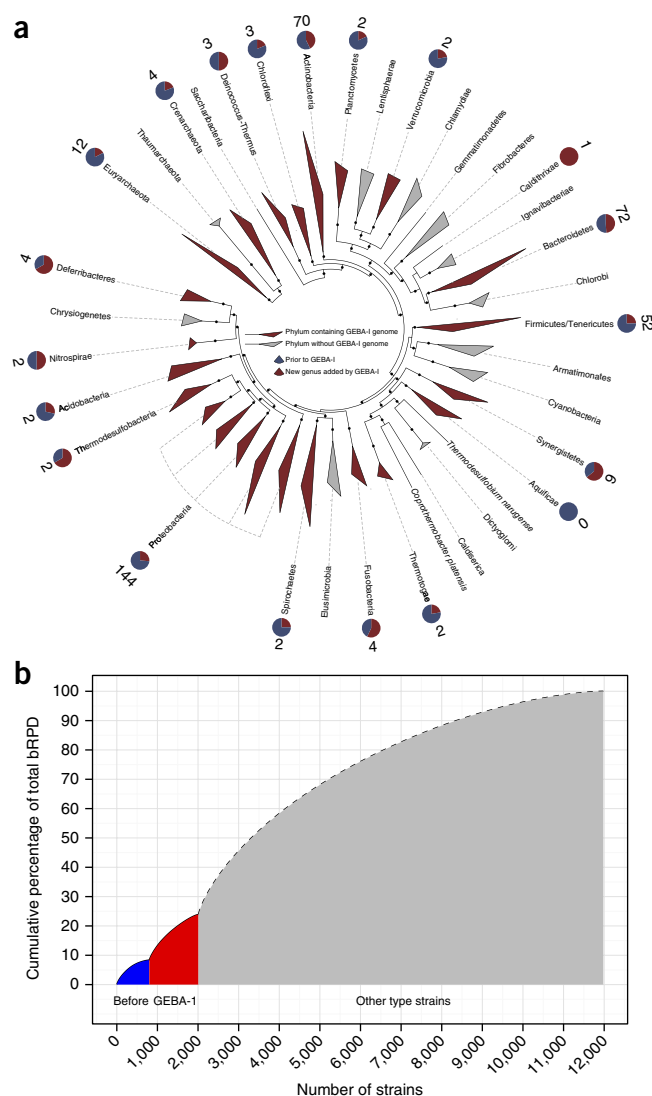 a
70
Actinobacteria
2
Planctomycetes
Lentisphaerae
2
Verrucomicrobia
Chlamydiae
Gemmatimonadetes
Fibrobacteres
1
Caldithrixae
Ignavibacteriae
72
Bacteroidetes
Chlorobi
52
Firmicutes/Tenericutes
Armatimonales
Cyanobacteria
6
Synergistetes
0
Aquificae
Thermodesulfobium narugense
Dictyoglomi
Caldiserica
Coprothermobacter platensis
2
Thermotogae
4
Fusobacteria
Elusimicrobia
2
Spirochaetes
144
Proteobacteria
2
Thermodesulfobacteria
2
Acidobacteria
2
Nitrospirae
Chrysiogenetes
4
Deferribacteres
12
Euryarchaeota
Thaumarchaeota
4
Crenarchaeota
Saccharibacteria
3
Deinococcus-Thermus
3
Chloroflexi
Phylum containing GEBA-I genome
Phylum without GEBA-I genome
Prior to GEBA-I
New genus added by GEBA-I
b
Cumulative percentage of total bRPD
100
90
80
70
60
50
40
30
20
10
0
Before GEBA-1 Other type strains
0 1,000 2,000 3,000 4,000 5,000 6,000 7,000 8,000 9,000 10,000 11,000 12,000
Number of strains